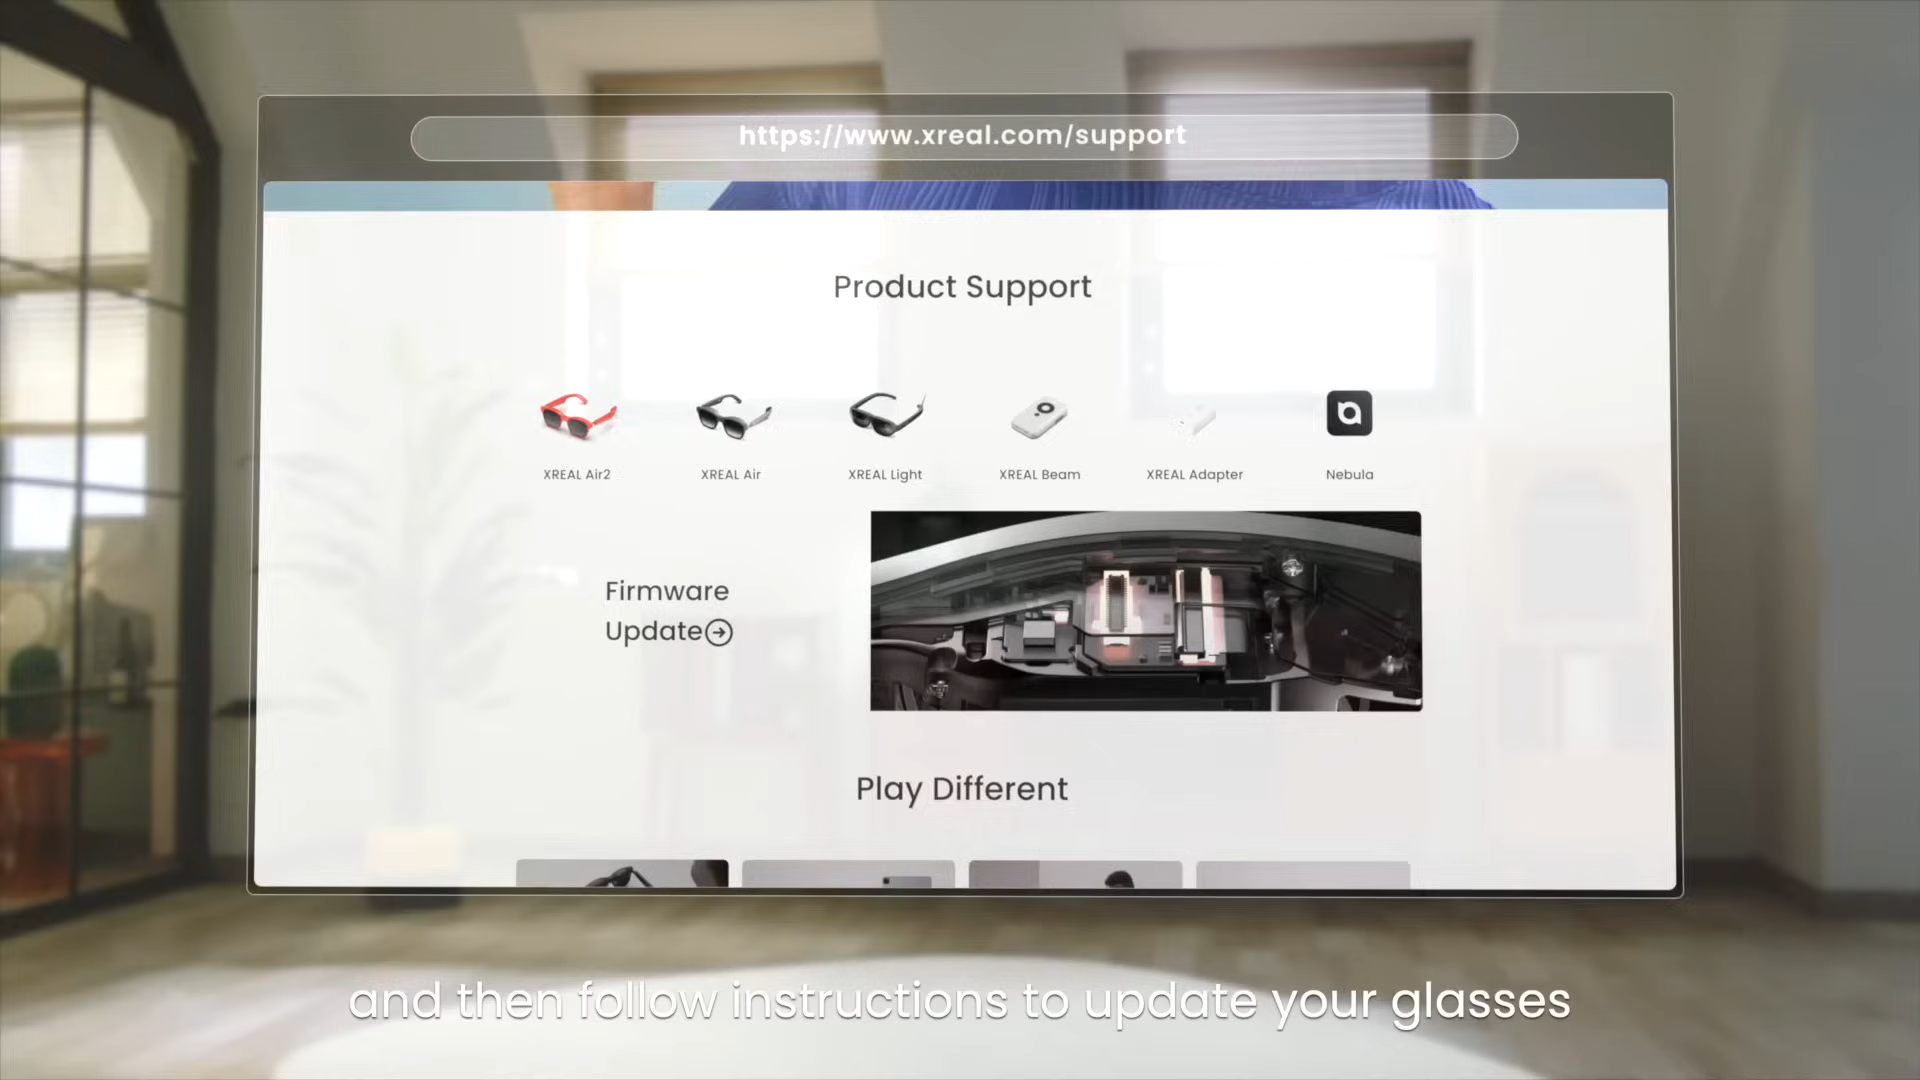 https://www.xreal.com/support
Product Support
XREAL Air2
XREAL Air
XREAL Light
XREAL Beam
XREAL Adapter
Nebula
Firmware
Update
Play Different
and then follow instructions to update your glasses